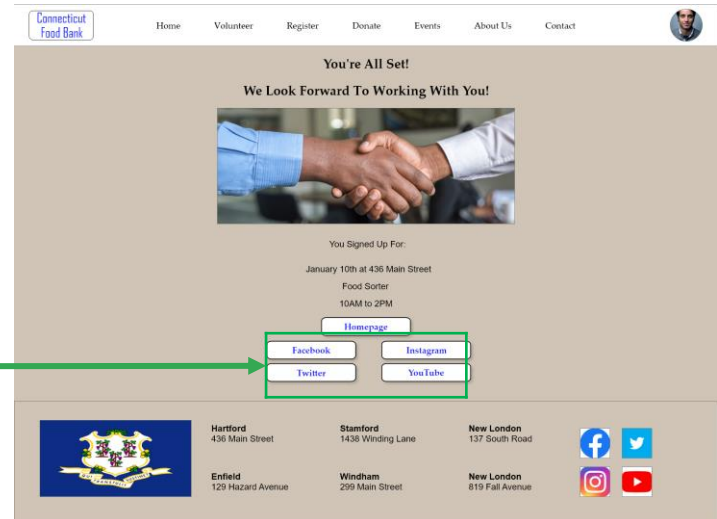 Connecticut
Food Bank
Home Volunteer Register Donate Events About Us Contact
You're All Set!
We Look Forward To Working With You!
You Signed Up For:
January 10th at 436 Main Street
Food Sorter
10AM to 2PM
Homepage
Facebook Instagram
Twitter YouTube
Hartford Stamford New London
436 Main Street 1438 Winding Lane 137 South Road
Enfield Windham New London
129 Hazard Avenue 299 Main Street 819 Fall Avenue